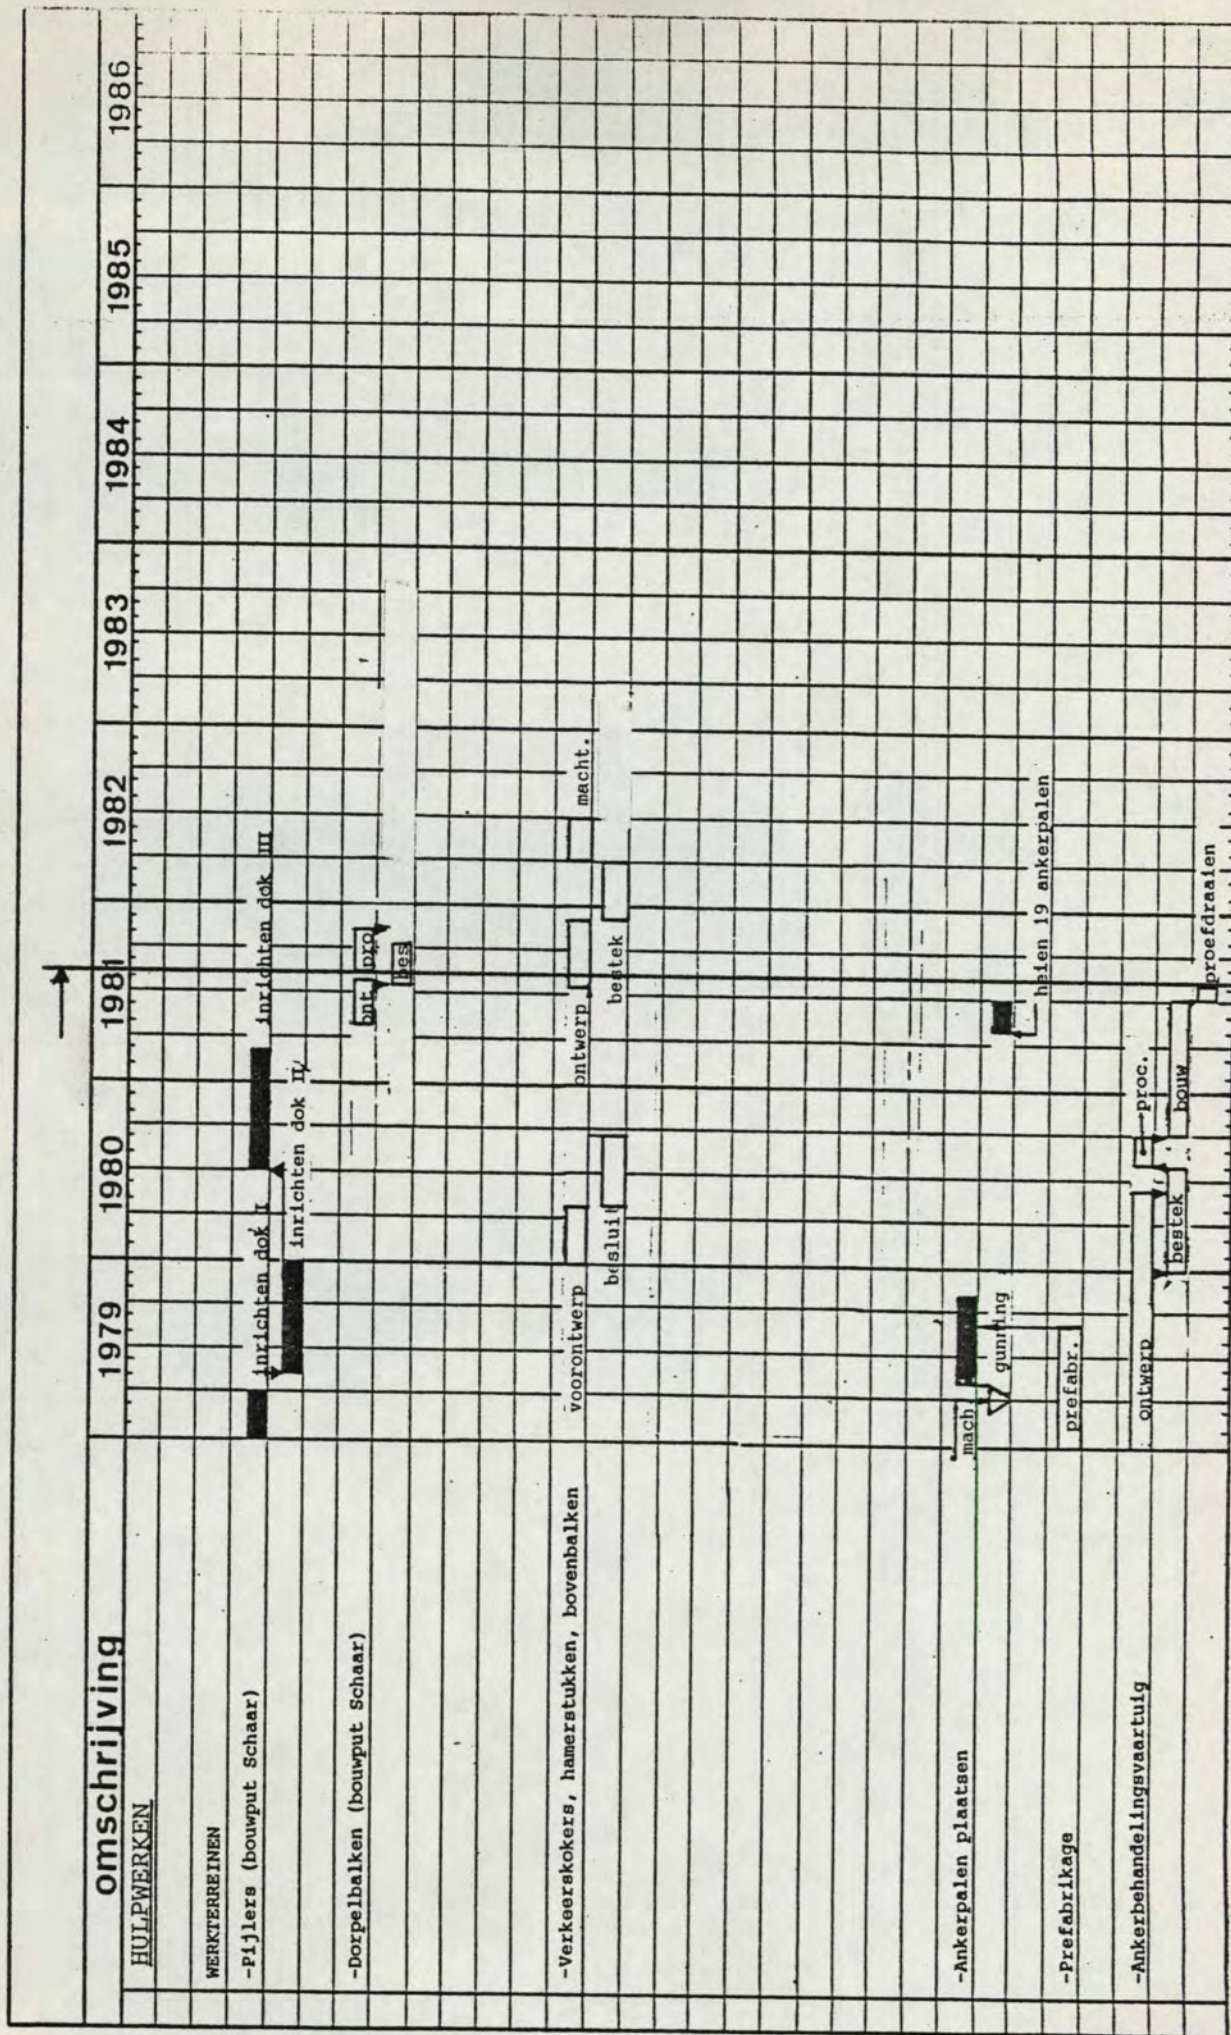 omschrijving 1979 1980 1981 1982 1983 1984 1985 1986
HULPWERKEN
WERKTERREINEN
-Pijlers (bouwput Schaar) inrichten dok I inrichten dok III
inrichten dok II
-Dorpelbalken (bouwput Schaar) ont pro
bes
-Verkeerskokers, hamerstukken, bovenbalken voorontwerp ontwerp macht.
besluit bestek
-Ankerpalen plaatsen mach
gunning
heien 19 ankerpalen
-Prefabrikage prefabr.
-Ankerbehandelingsvaartuig ontwerp proc.
bestek bouw
proefdraaien